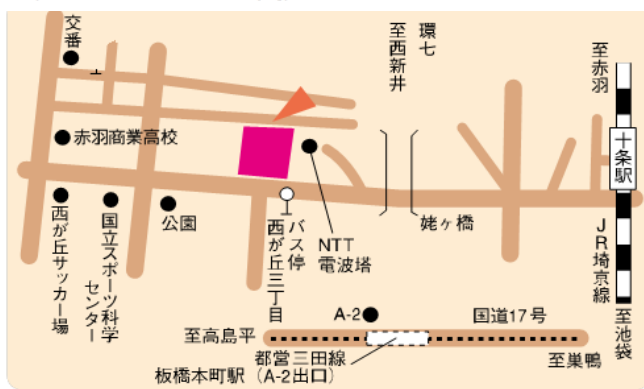 交番
至西新井
環七
至赤羽
赤羽商業高校
十条駅
西が丘サッカー場
国立スポーツ科学
センター
公園
バス停
西が丘三丁目
NTT
電波塔
姥ヶ橋
JR埼京線
至池袋
A-2
国道17号
至高島平
都営三田線
板橋本町駅（A-2出口）
至巣鴨